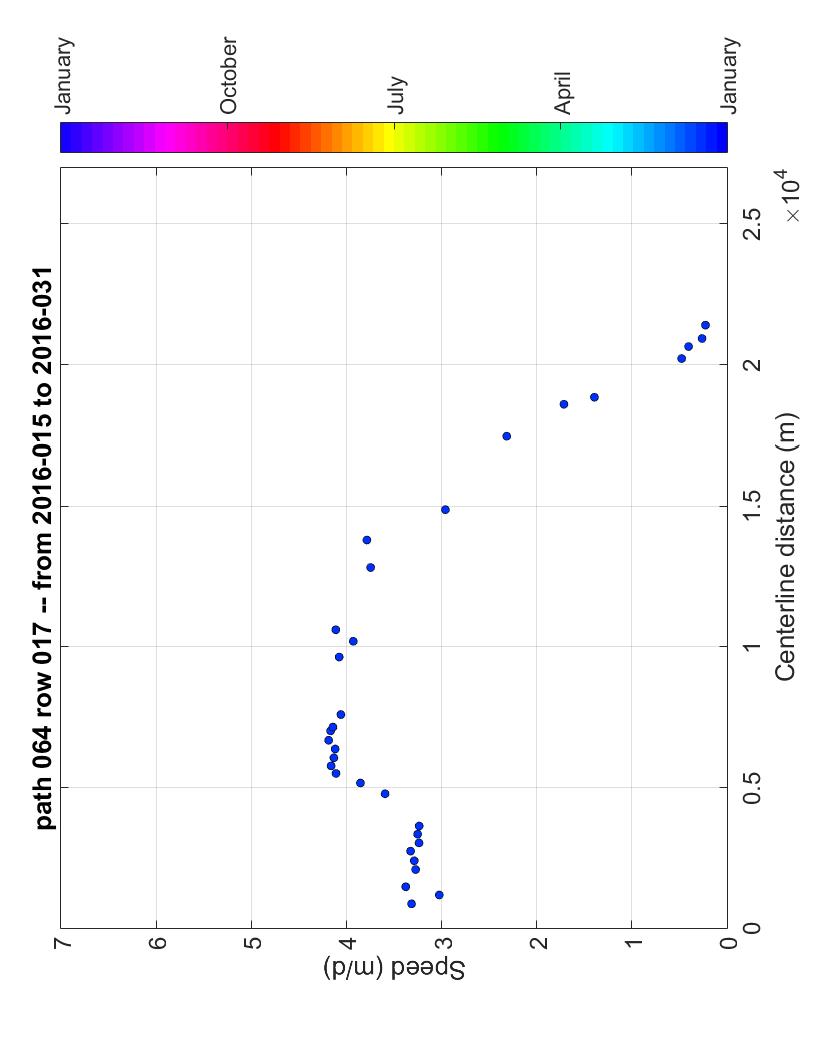 path 064 row 017 -- from 2016-015 to 2016-031
Speed (m/d)
7
6
5
4
3
2
1
0
0
0.5
1
1.5
2
2.5
×10⁴
Centerline distance (m)
January
October
July
April
January